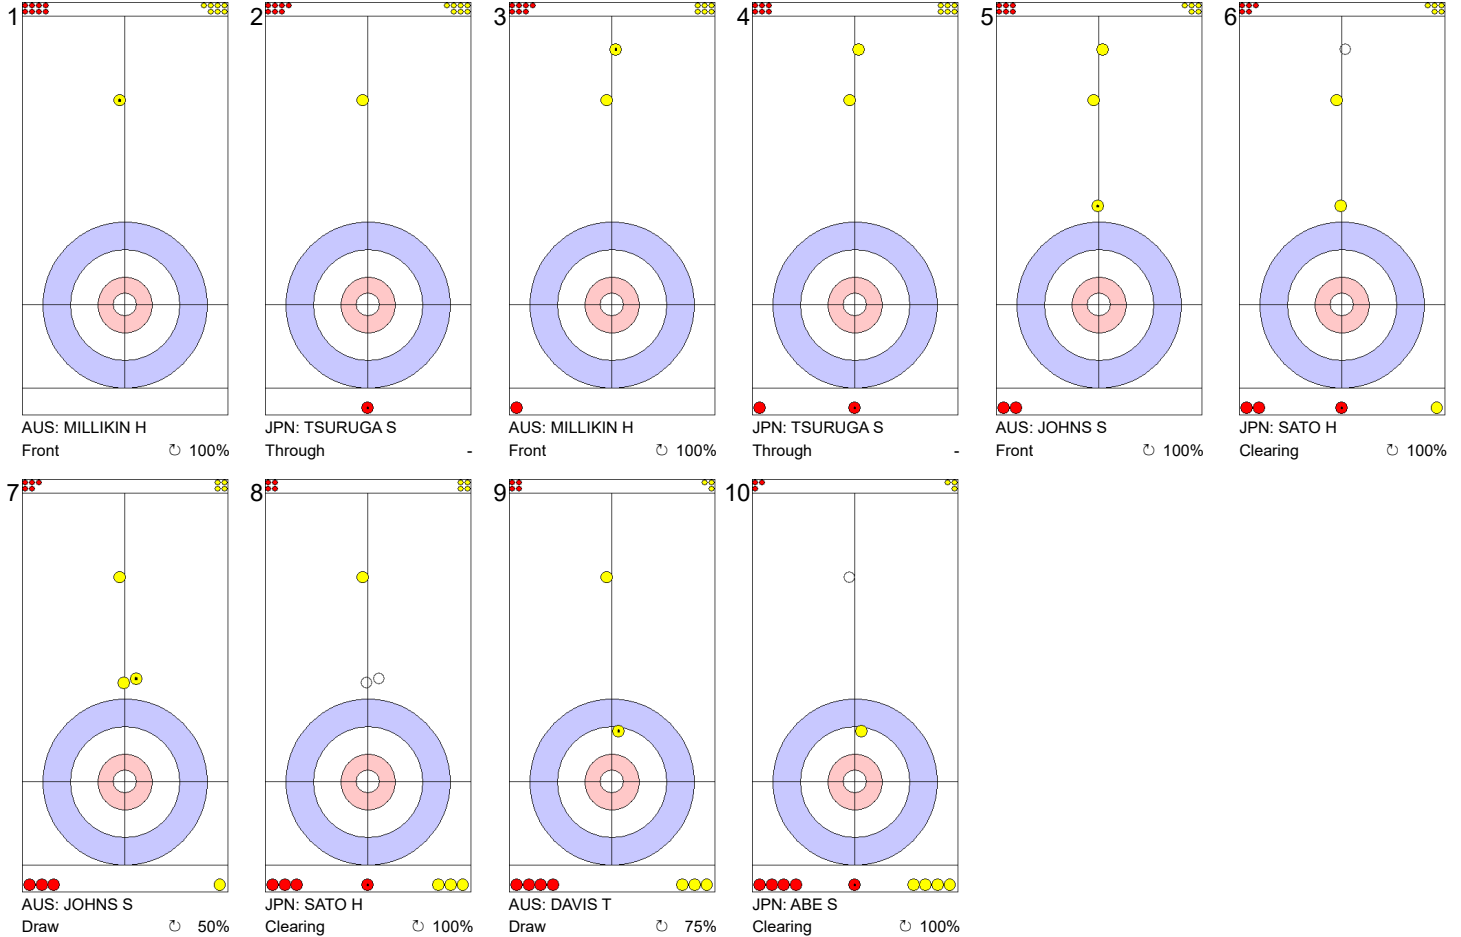 1
AUS: MILLIKIN H
Front ↻ 100%
2
JPN: TSURUGA S
Through -
3
AUS: MILLIKIN H
Front ↻ 100%
4
JPN: TSURUGA S
Through -
5
AUS: JOHNS S
Front ↻ 100%
6
JPN: SATO H
Clearing ↻ 100%
7
AUS: JOHNS S
Draw ↻ 50%
8
JPN: SATO H
Clearing ↻ 100%
9
AUS: DAVIS T
Draw ↻ 75%
10
JPN: ABE S
Clearing ↻ 100%